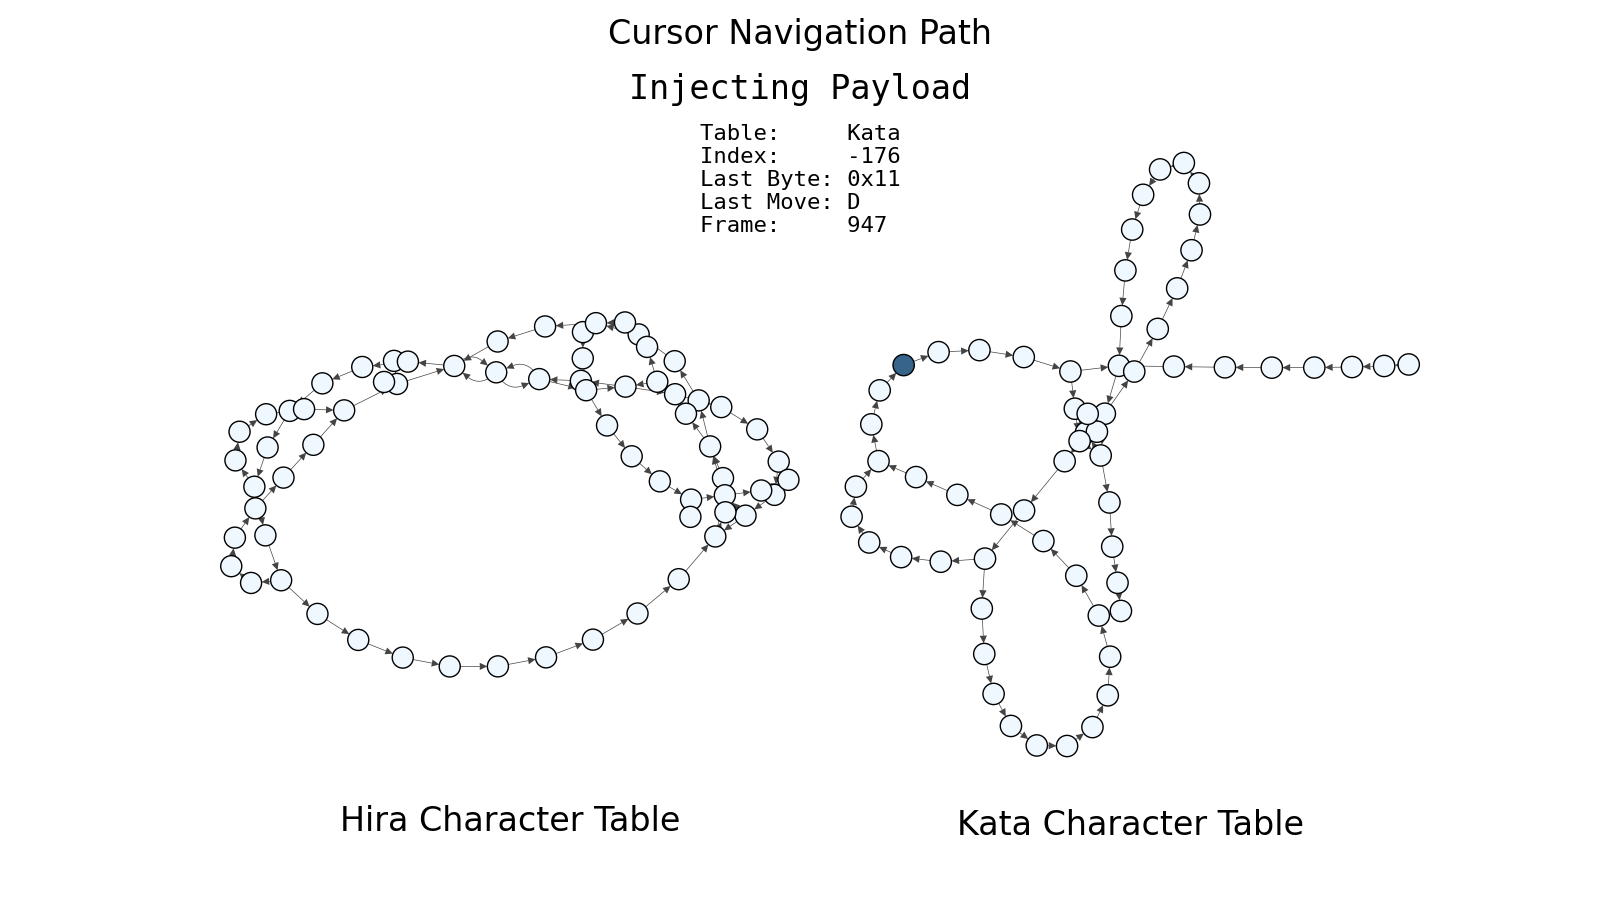 Cursor Navigation Path
Injecting Payload
Table: Kata
Index: -176
Last Byte: 0x11
Last Move: D
Frame: 947
Hira Character Table
Kata Character Table